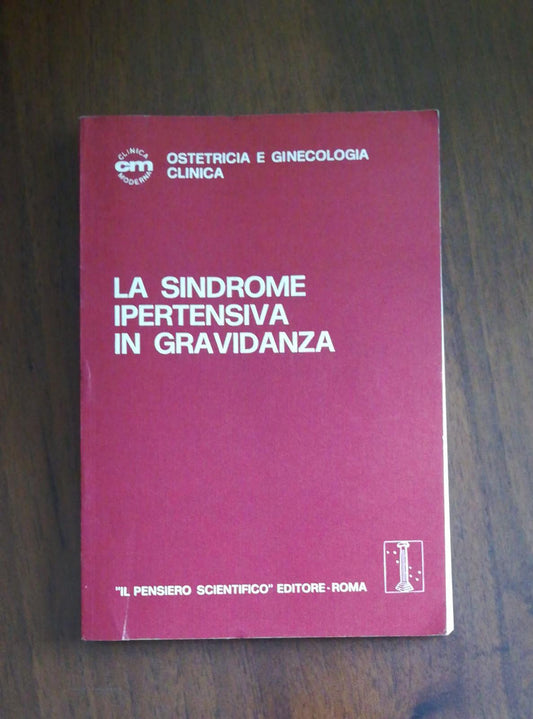 CLINICA
cm
MODERNA
OSTETRICIA E GINECOLOGIA
CLINICA
LA SINDROME
IPERTENSIVA
IN GRAVIDANZA
"IL PENSIERO SCIENTIFICO" EDITORE-ROMA